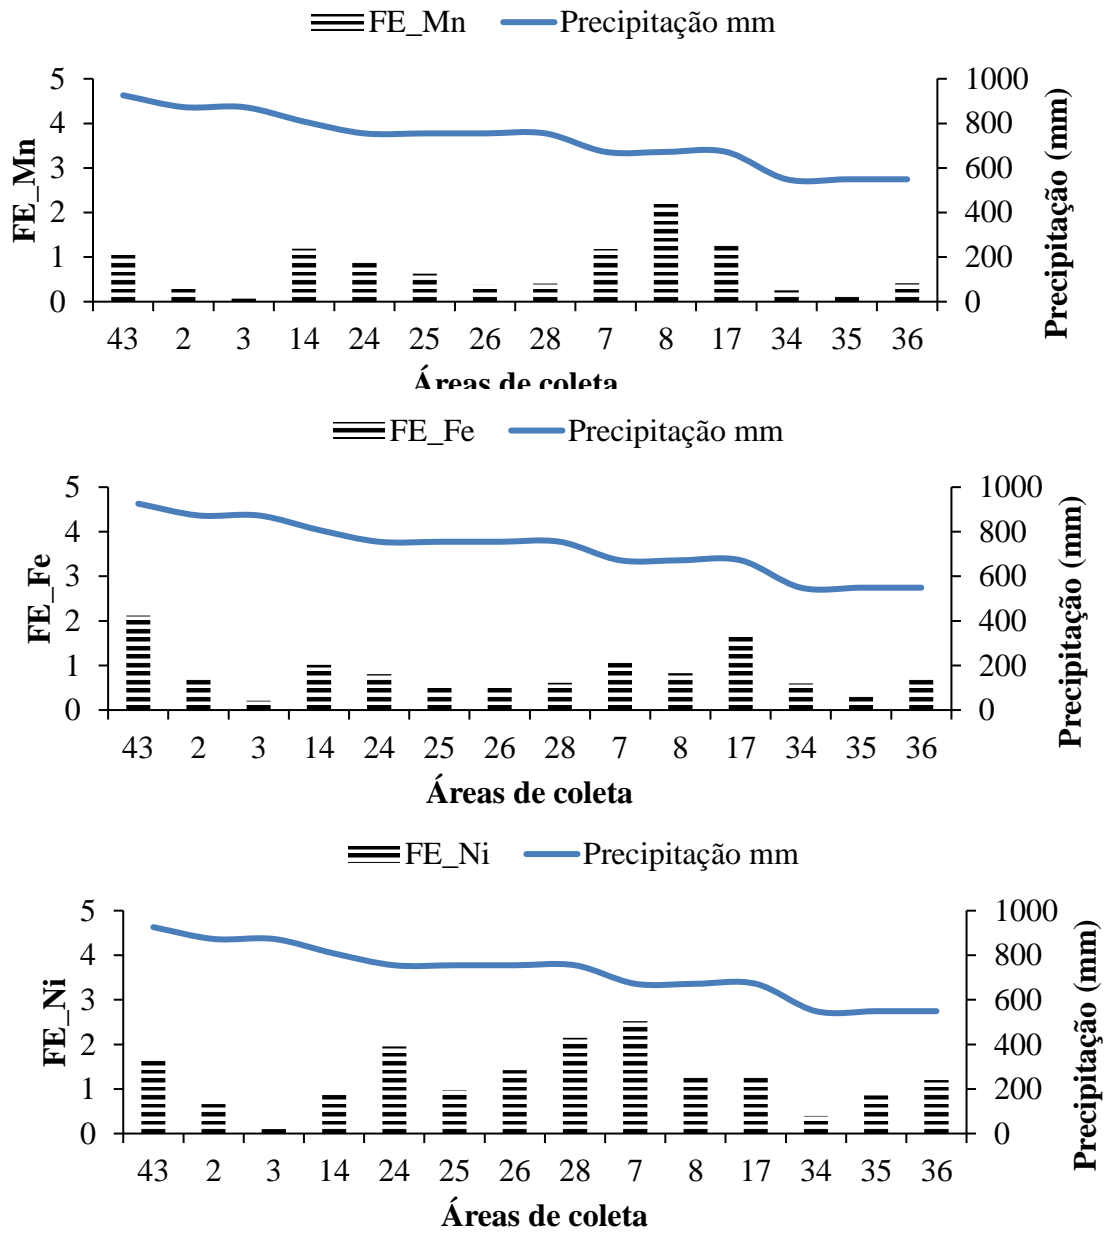 FE_Mn Precipitação mm
5 1000
4 800
3 600
2 400
1 200
0 0
FE_Mn
Precipitação (mm)
43 2 3 14 24 25 26 28 7 8 17 34 35 36
Áreas de coleta
FE_Fe Precipitação mm
5 1000
4 800
3 600
2 400
1 200
0 0
FE_Fe
Precipitação (mm)
43 2 3 14 24 25 26 28 7 8 17 34 35 36
Áreas de coleta
FE_Ni Precipitação mm
5 1000
4 800
3 600
2 400
1 200
0 0
FE_Ni
Precipitação (mm)
43 2 3 14 24 25 26 28 7 8 17 34 35 36
Áreas de coleta